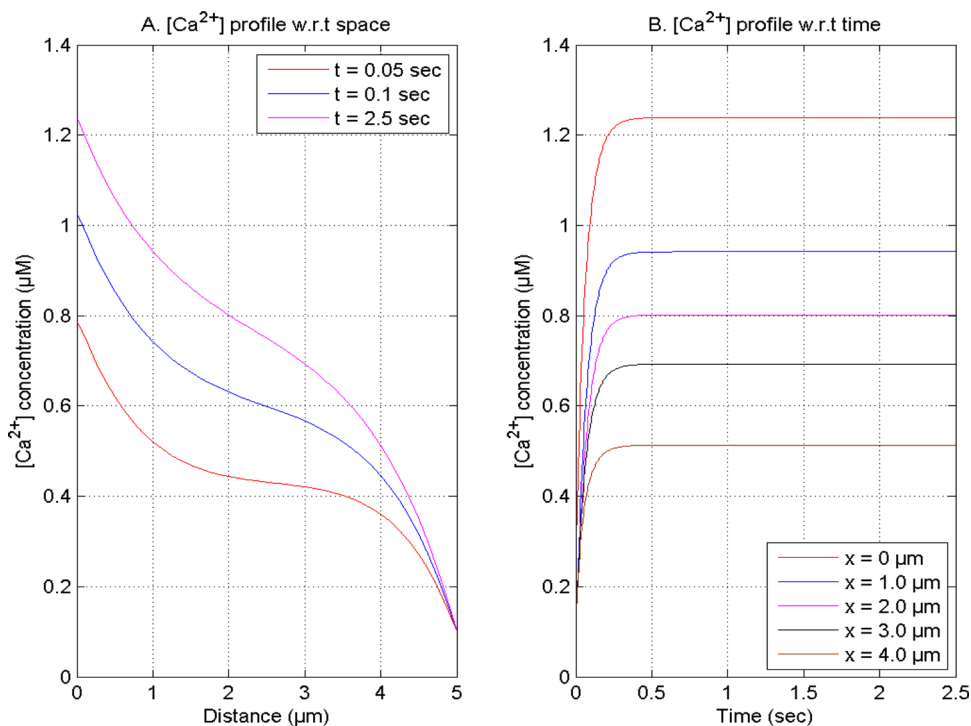 A. [Ca²⁺] profile w.r.t space
[Ca²⁺] concentration (µM)
1.4
1.2
1
0.8
0.6
0.4
0.2
0
t = 0.05 sec
t = 0.1 sec
t = 2.5 sec
0 1 2 3 4 5
Distance (µm)
B. [Ca²⁺] profile w.r.t time
[Ca²⁺] concentration (µM)
1.4
1.2
1
0.8
0.6
0.4
0.2
0
x = 0 µm
x = 1.0 µm
x = 2.0 µm
x = 3.0 µm
x = 4.0 µm
0 0.5 1 1.5 2 2.5
Time (sec)